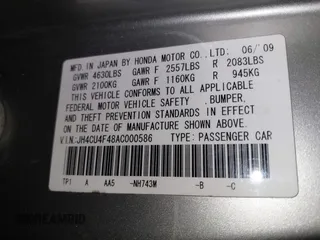 MFD. IN JAPAN BY HONDA MOTOR CO., LTD. 06/'09
GVWR 4630LBS GAWR F 2557LBS R 2083LBS
GVWR 2100KG GAWR F 1160KG R 945KG
THIS VEHICLE CONFORMS TO ALL APPLICABLE
FEDERAL MOTOR VEHICLE SAFETY, BUMPER,
AND THEFT PREVENTION STANDARDS IN EFFECT
ON THE DATE OF MANUFACTURE SHOWN ABOVE.
V.I.N.:JH4CU4F48AC000586 TYPE: PASSENGER CAR
TP1 A AA5 -NH743M -B -C